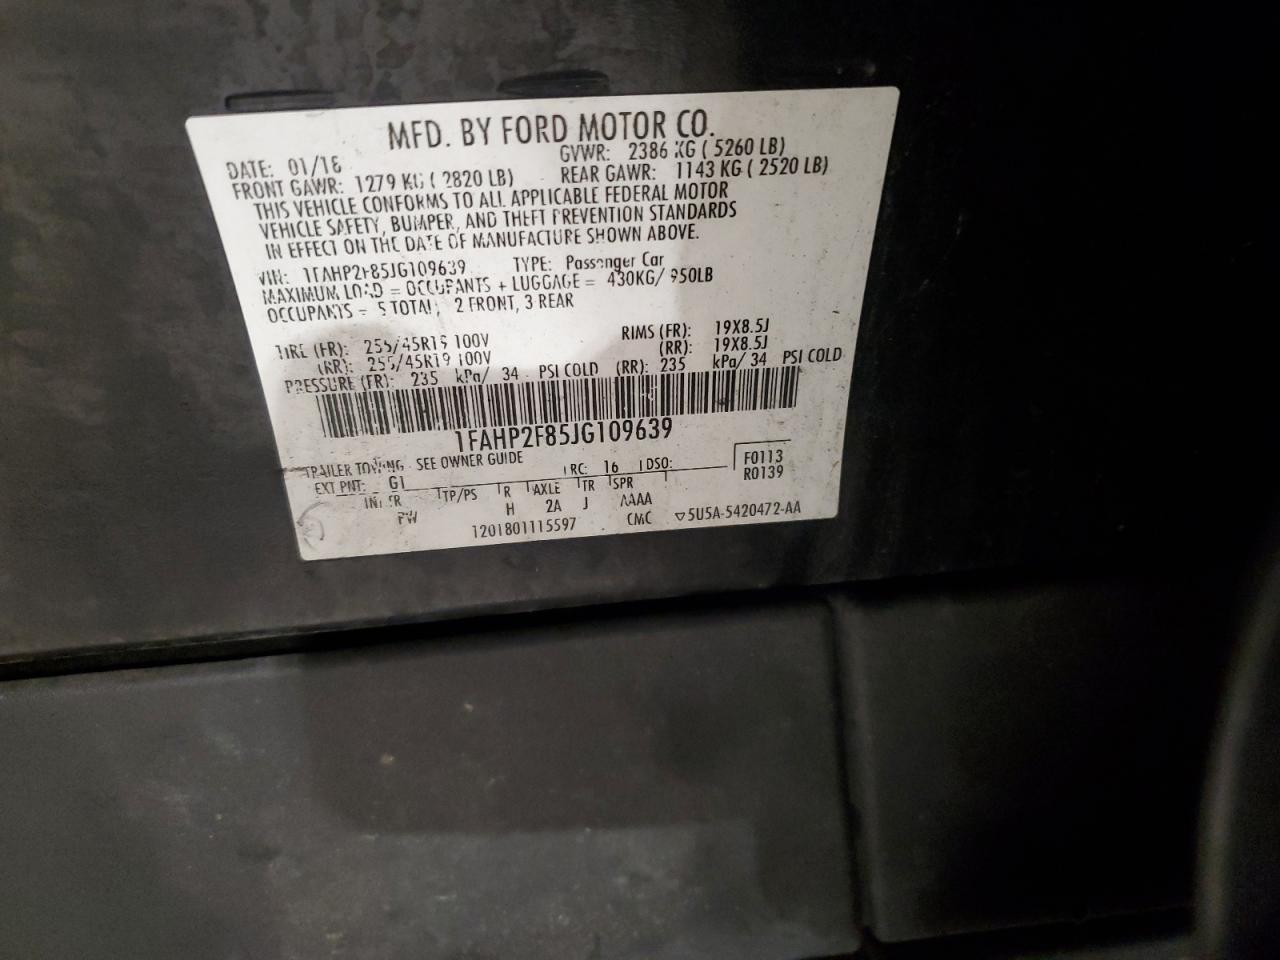 MFD. BY FORD MOTOR CO.
DATE: 01/18 GVWR: 2386 KG ( 5260 LB)
FRONT GAWR: 1279 KG ( 2820 LB) REAR GAWR: 1143 KG ( 2520 LB)
THIS VEHICLE CONFORMS TO ALL APPLICABLE FEDERAL MOTOR
VEHICLE SAFETY, BUMPER, AND THEFT PREVENTION STANDARDS
IN EFFECT ON THE DATE OF MANUFACTURE SHOWN ABOVE.
VIN: 1FAHP2F85JG109639 TYPE: Passenger Car
MAXIMUM LOAD = OCCUPANTS + LUGGAGE = 430KG/ 950LB
OCCUPANTS = 5 TOTAL, 2 FRONT, 3 REAR
TIRE (FR): 255/45R19 100V RIMS (FR): 19X8.5J
(RR): 255/45R19 100V (RR): 19X8.5J
PRESSURE (FR): 235 kPa/ 34 PSI COLD (RR): 235 kPa/ 34 PSI COLD
1FAHP2F85JG109639
TRAILER TOWING - SEE OWNER GUIDE
EXT PNT: G1 RC: 16 DSO: F0113
INT TR TP/PS R AXLE TR SPR R0139
PW H 2A J AAAA
1201801115597 CMC ▽5U5A-5420472-AA